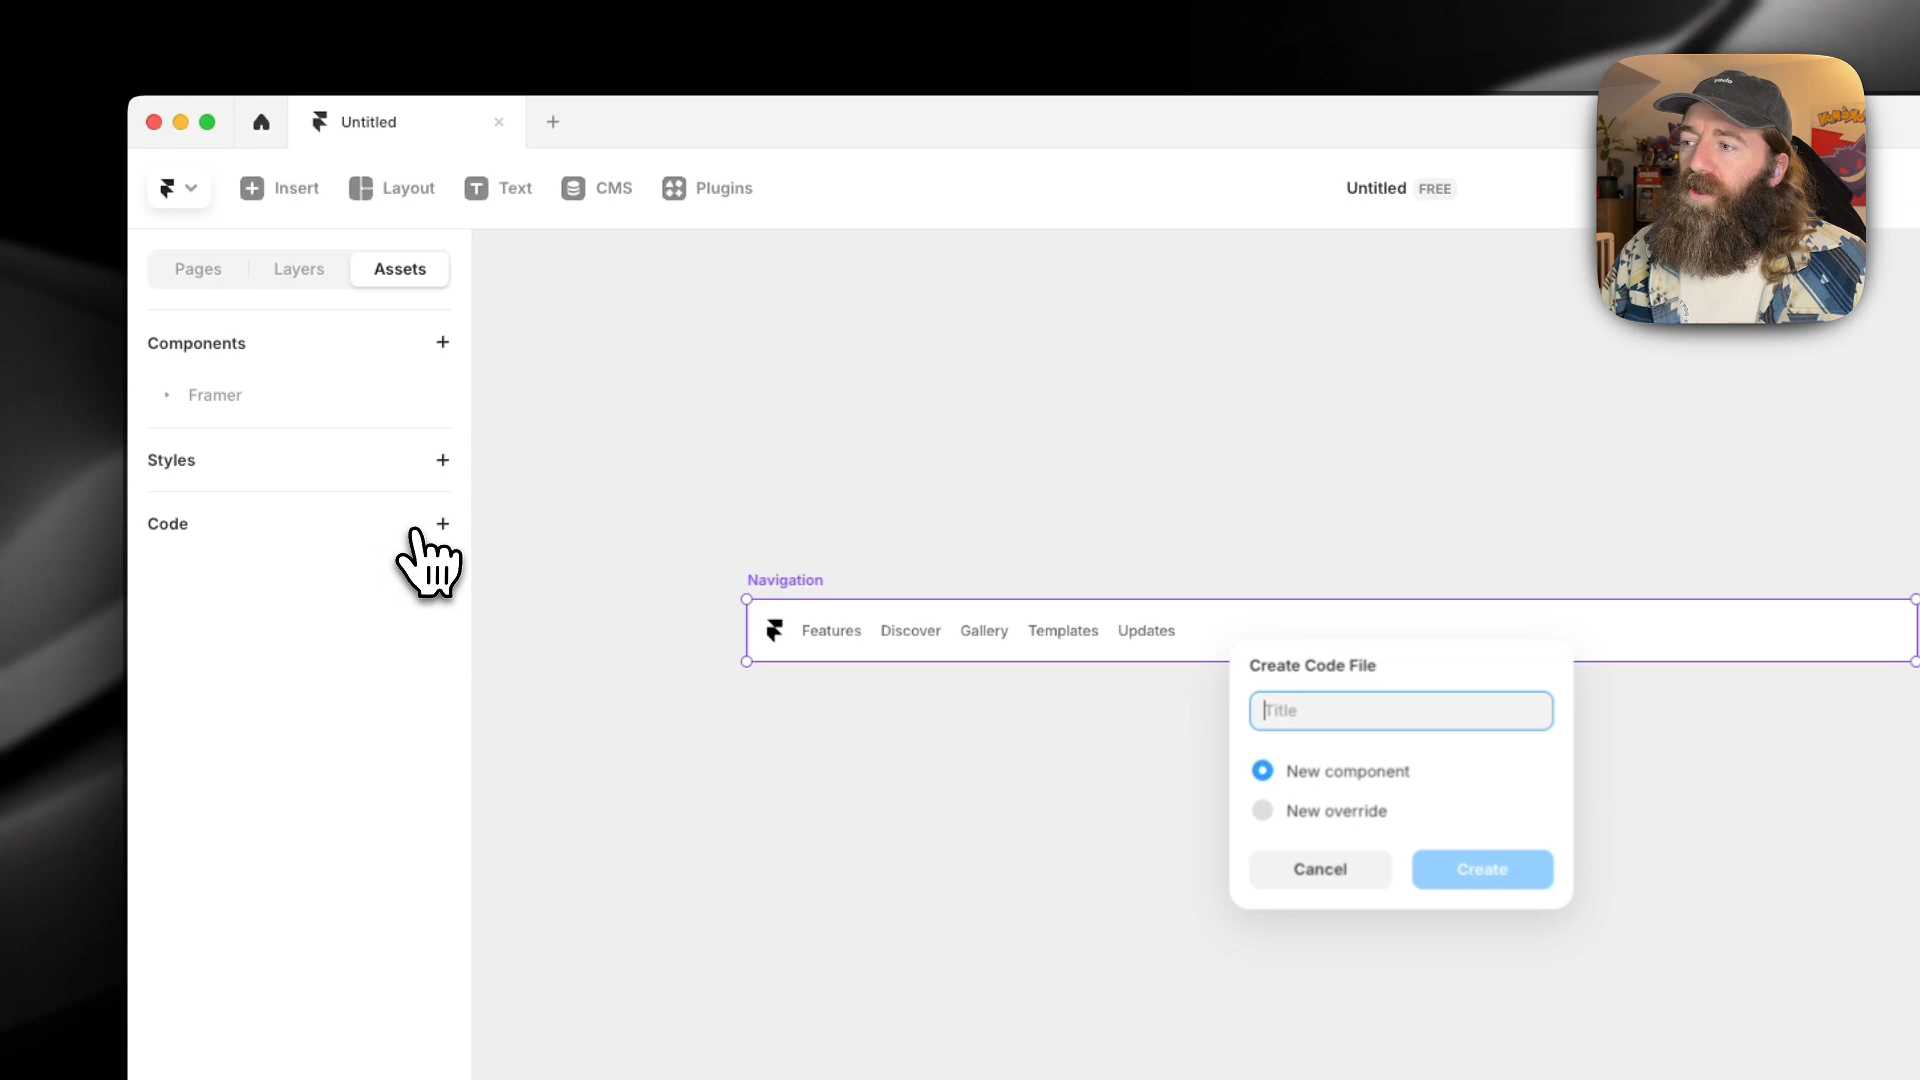 Untitled
Insert
Layout
Text
CMS
Plugins
Untitled FREE
Pages
Layers
Assets
Components
Framer
Styles
Code
Navigation
Features
Discover
Gallery
Templates
Updates
Create Code File
Title
New component
New override
Cancel
Create